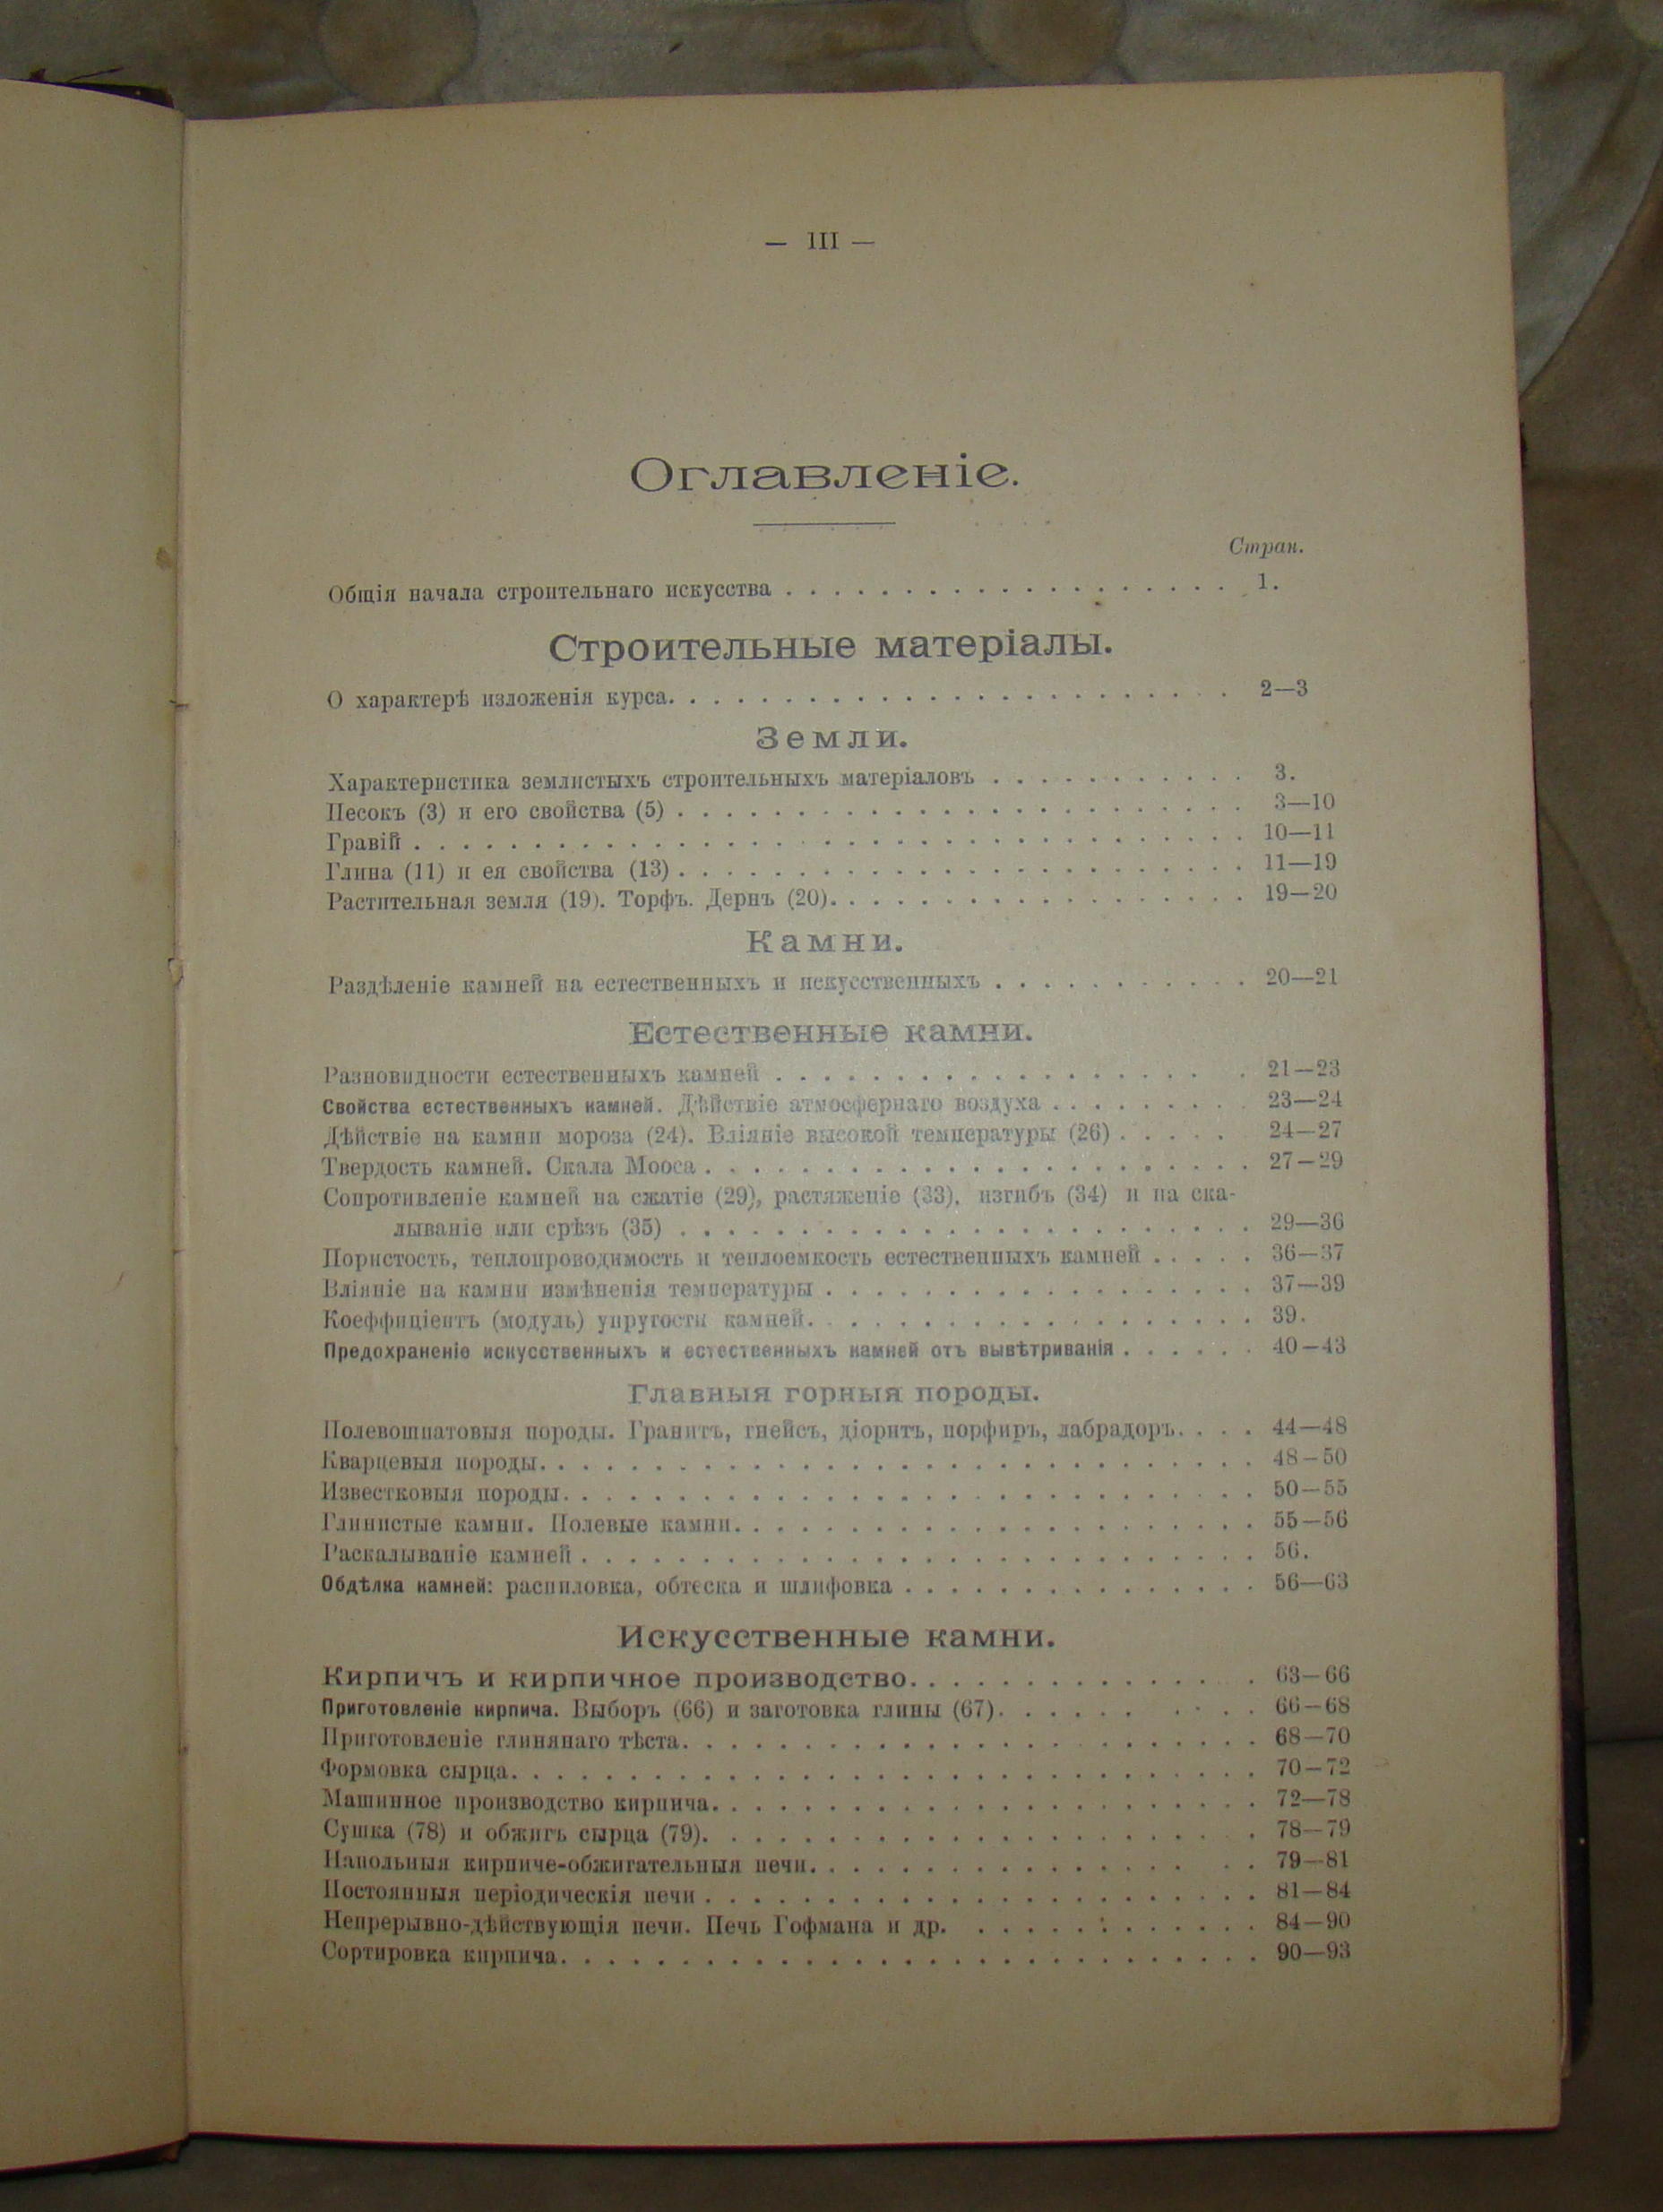 — III —
Оглавленіе.
Стран.
Общія начала строительнаго искусства . . . . . . . . . . . . . . . . . . . 1.
Строительные матеріалы.
О характерѣ изложенія курса. . . . . . . . . . . . . . . . . . . . . . . . 2—3
Земли.
Характеристика землистыхъ строительныхъ матеріаловъ . . . . . . . . . . . 3.
Песокъ (3) и его свойства (5) . . . . . . . . . . . . . . . . . . . . . . . . 3—10
Гравій . . . . . . . . . . . . . . . . . . . . . . . . . . . . . . . . . . . 10—11
Глина (11) и ея свойства (13) . . . . . . . . . . . . . . . . . . . . . . . . 11—19
Растительная земля (19). Торфъ. Дернъ (20). . . . . . . . . . . . . . . . . . 19—20
Камни.
Раздѣленіе камней на естественныхъ и искусственныхъ . . . . . . . . . . . 20—21
Естественные камни.
Разновидности естественныхъ камней . . . . . . . . . . . . . . . . . . . . 21—23
Свойства естественныхъ камней. Дѣйствіе атмосфернаго воздуха . . . . . . . . . 23—24
Дѣйствіе на камни мороза (24). Вліяніе высокой температуры (26) . . . . . 24—27
Твердость камней. Скала Мооса . . . . . . . . . . . . . . . . . . . . . . . 27—29
Сопротивленіе камней на сжатіе (29), растяженіе (33), изгибъ (34) и на ска-
лываніе или срѣзъ (35) . . . . . . . . . . . . . . . . . . . . . . . . 29—36
Пористость, теплопроводимость и теплоемкость естественныхъ камней . . . . . 36—37
Вліяніе на камни измѣненія температуры . . . . . . . . . . . . . . . . . . 37—39
Коеффиціентъ (модуль) упругости камней. . . . . . . . . . . . . . . . . . . 39.
Предохраненіе искусственныхъ и естественныхъ камней отъ вывѣтриванія . . . . . . 40—43
Главныя горныя породы.
Полевошпатовыя породы. Гранитъ, гнейсъ, діоритъ, порфиръ, лабрадоръ. . . . 44—48
Кварцевыя породы. . . . . . . . . . . . . . . . . . . . . . . . . . . . . . 48—50
Известковыя породы. . . . . . . . . . . . . . . . . . . . . . . . . . . . . 50—55
Глинистые камни. Полевые камни. . . . . . . . . . . . . . . . . . . . . . . 55—56
Раскалываніе камней . . . . . . . . . . . . . . . . . . . . . . . . . . . . 56.
Обдѣлка камней: распиловка, обтеска и шлифовка . . . . . . . . . . . . . . . 56—63
Искусственные камни.
Кирпичъ и кирпичное производство. . . . . . . . . . . . . . . 63—66
Приготовленіе кирпича. Выборъ (66) и заготовка глины (67). . . . . . . . . . . 66—68
Приготовленіе глинянаго тѣста. . . . . . . . . . . . . . . . . . . . . . . . 68—70
Формовка сырца. . . . . . . . . . . . . . . . . . . . . . . . . . . . . . . 70—72
Машинное производство кирпича. . . . . . . . . . . . . . . . . . . . . . . 72—78
Сушка (78) и обжигъ сырца (79). . . . . . . . . . . . . . . . . . . . . . . 78—79
Напольныя кирпиче-обжигательныя печи. . . . . . . . . . . . . . . . . . 79—81
Постоянныя періодическія печи . . . . . . . . . . . . . . . . . . . . . . . 81—84
Непрерывно-дѣйствующія печи. Печь Гофмана и др. . . . . . . . . . . . . 84—90
Сортировка кирпича. . . . . . . . . . . . . . . . . . . . . . . . . . . . . 90—93